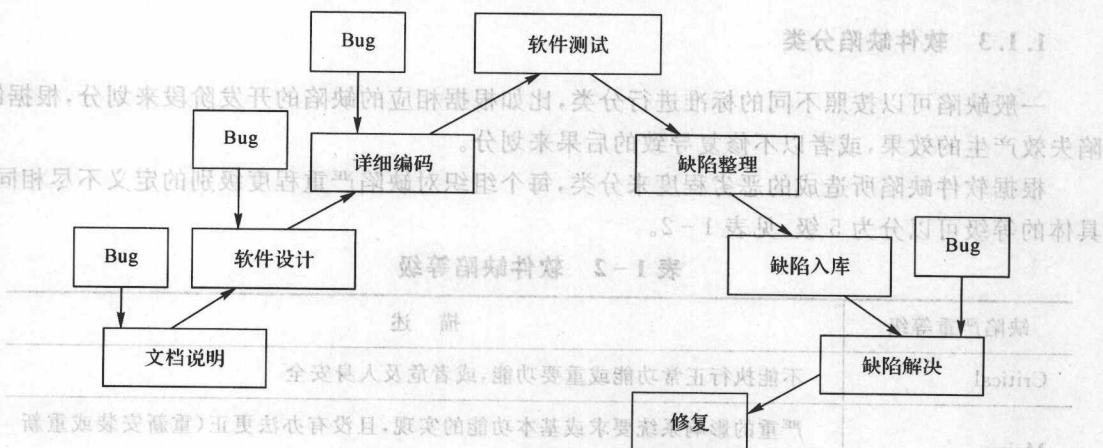 Bug
软件测试
1.1.3 软件缺陷分类
一般缺陷可以按照不同的标准进行分类,比如根据相应的缺陷的开发阶段来划分,根据
Bug
详细编码
缺陷整理
陷失效产生的效果,或者以不修复导致的后果来划分。
根据软件缺陷所造成的恶劣程度来分类,每个组织对缺陷严重程度级别的定义不尽相同
具体的等级可以分为5级,见表1-2。
Bug
软件设计
缺陷入库
Bug
表1-2 软件缺陷等级
缺陷严重等级
描 述
文档说明
缺陷解决
Critical
不能执行正常功能或重要功能,或者危及人身安全
修复
严重的影响系统要求或基本功能的实现,且没有办法更正(重新安装或重新